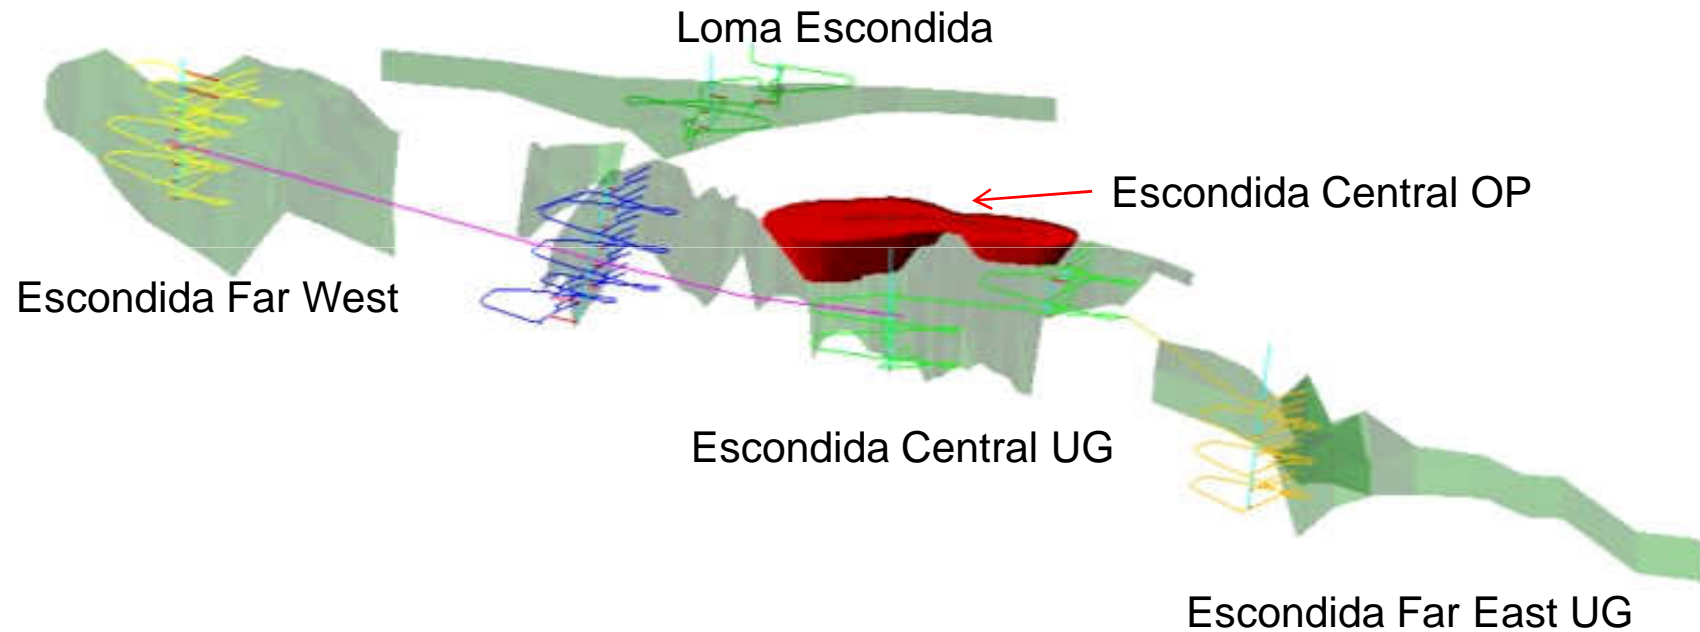 Loma Escondida
Escondida Central OP
Escondida Far West
Escondida Central UG
Escondida Far East UG